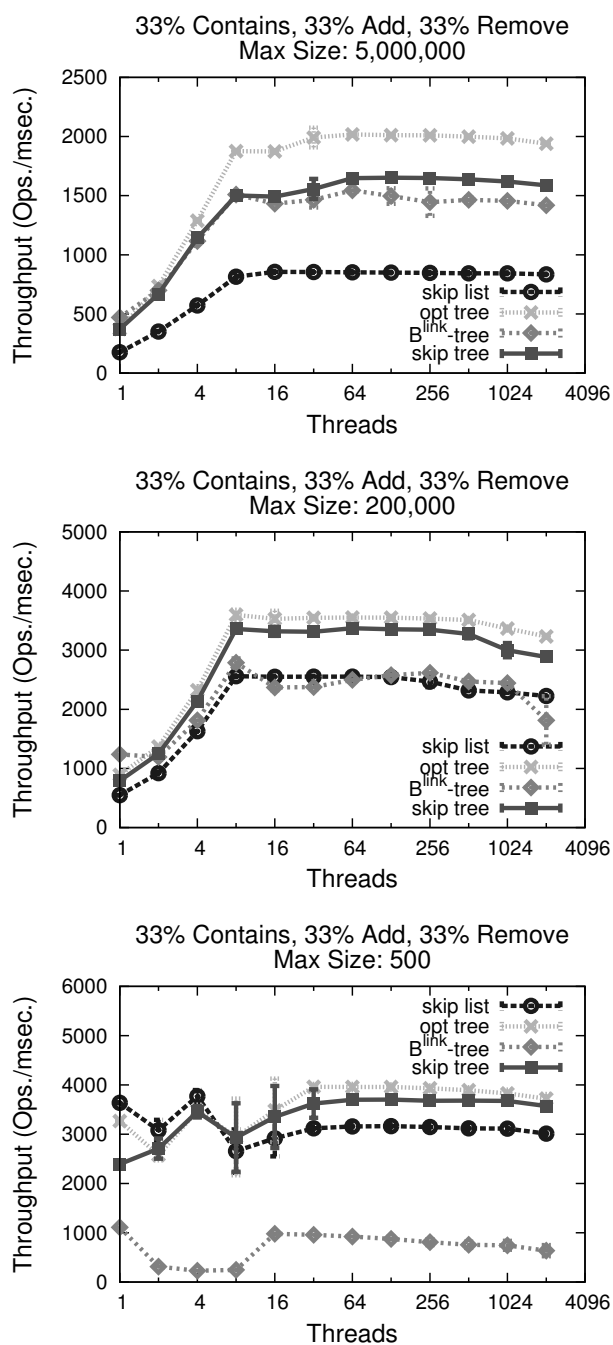 33% Contains, 33% Add, 33% Remove
Max Size: 5,000,000
Throughput (Ops./msec.)
2500
2000
1500
1000
500
0
skip list
opt tree
B^link-tree
skip tree
1 4 16 64 256 1024 4096
Threads
33% Contains, 33% Add, 33% Remove
Max Size: 200,000
Throughput (Ops./msec.)
5000
4000
3000
2000
1000
0
skip list
opt tree
B^link-tree
skip tree
1 4 16 64 256 1024 4096
Threads
33% Contains, 33% Add, 33% Remove
Max Size: 500
Throughput (Ops./msec.)
6000
5000
4000
3000
2000
1000
0
skip list
opt tree
B^link-tree
skip tree
1 4 16 64 256 1024 4096
Threads